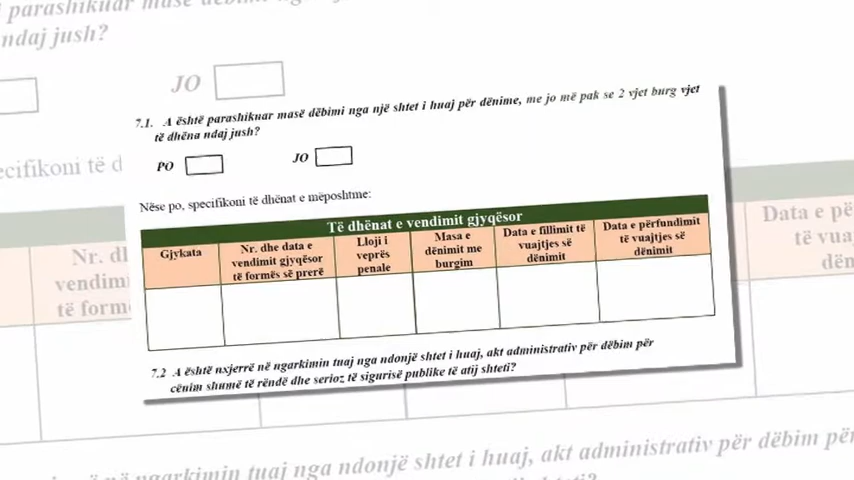 parashikuar masë dëbimi nga
ndaj jush?
JO
7.1. A është parashikuar masë dëbimi nga një shtet i huaj për dënime, me jo më pak se 2 vjet burg vjet
të dhëna ndaj jush?
PO JO
ecifikoni të d
Nëse po, specifikoni të dhënat e mëposhtme:
Të dhënat e vendimit gjyqësor
Gjykata
Nr. dhe data e
vendimit gjyqësor
të formës së prerë
Lloji i
veprës
penale
Masa e
dënimit me
burgim
Data e fillimit të
vuajtjes së
dënimit
Data e përfundimit
të vuajtjes së
dënimit
Nr. dl
vendim
të form
Data e pë
të vua
dën
7.2 A është nxjerrë në ngarkimin tuaj nga ndonjë shtet i huaj, akt administrativ për dëbim për
cënim shumë të rëndë dhe serioz të sigurisë publike të atij shteti?
në ngarkimin tuaj nga ndonjë shtet i huaj, akt administrativ për dëbim për